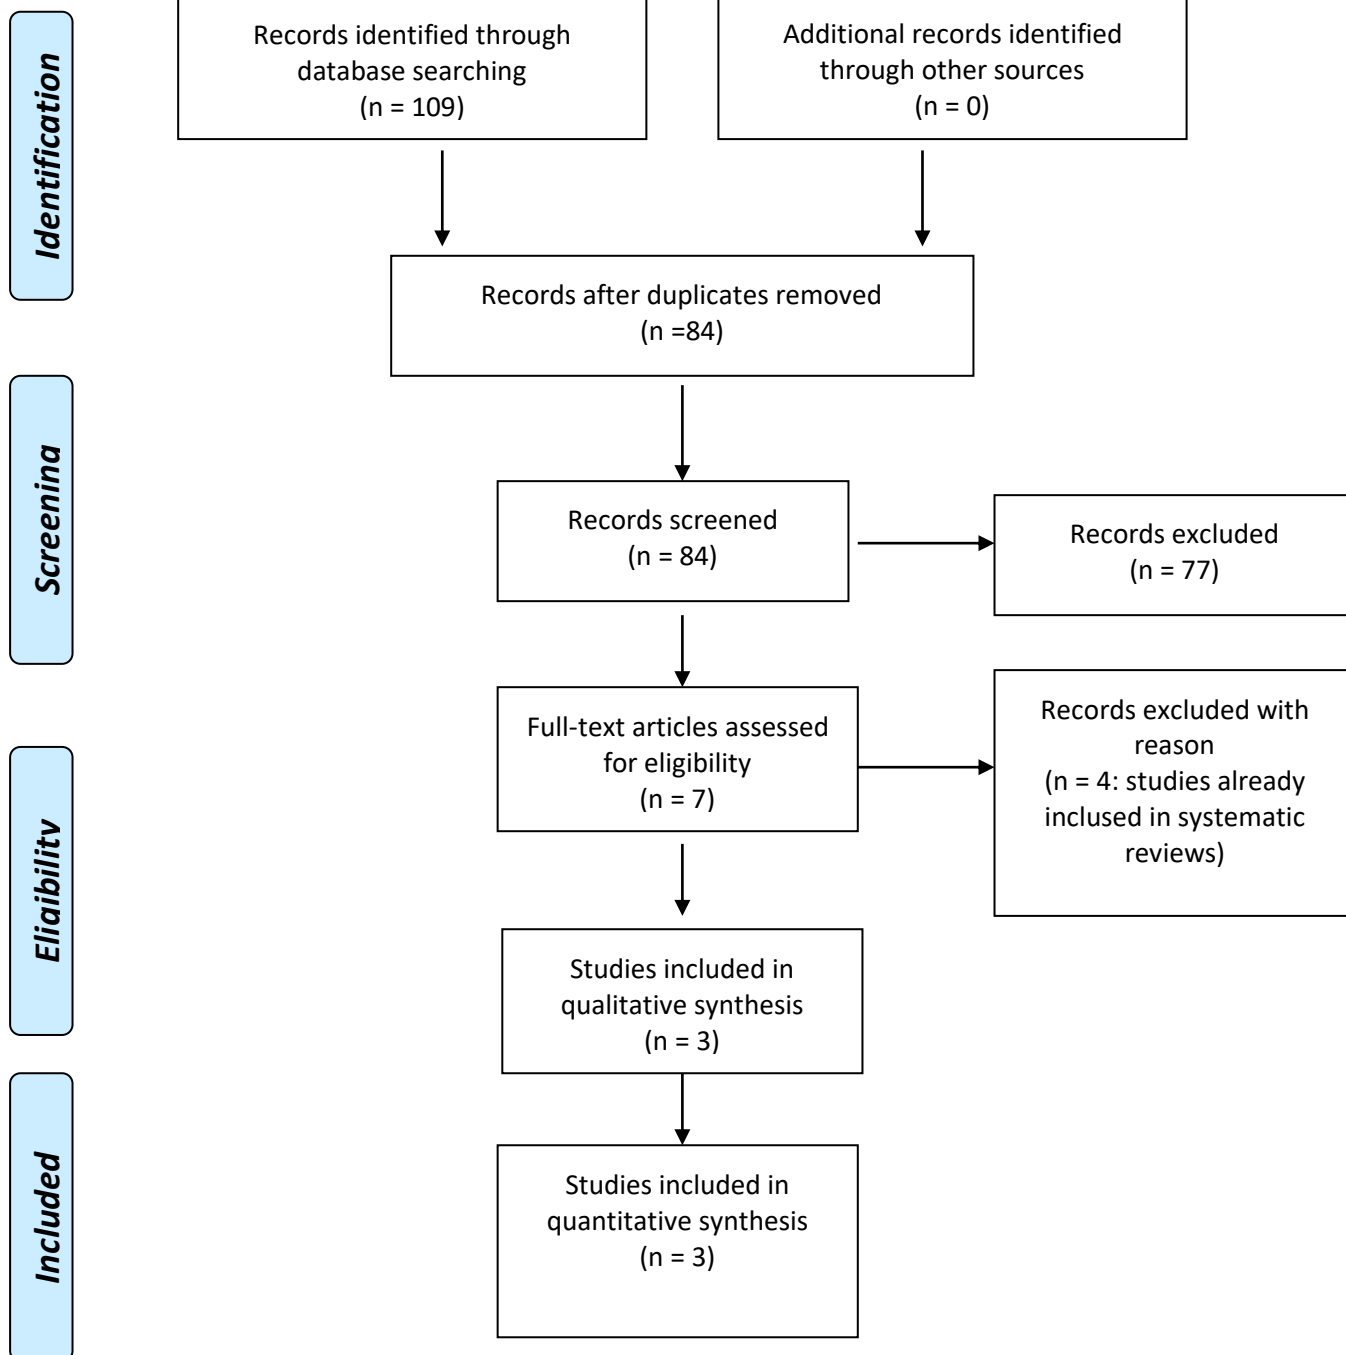 Identification
Records identified through
database searching
(n = 109)
Additional records identified
through other sources
(n = 0)
Records after duplicates removed
(n =84)
Screening
Records screened
(n = 84)
Records excluded
(n = 77)
Eligibility
Full-text articles assessed
for eligibility
(n = 7)
Records excluded with
reason
(n = 4: studies already
inclused in systematic
reviews)
Studies included in
qualitative synthesis
(n = 3)
Included
Studies included in
quantitative synthesis
(n = 3)